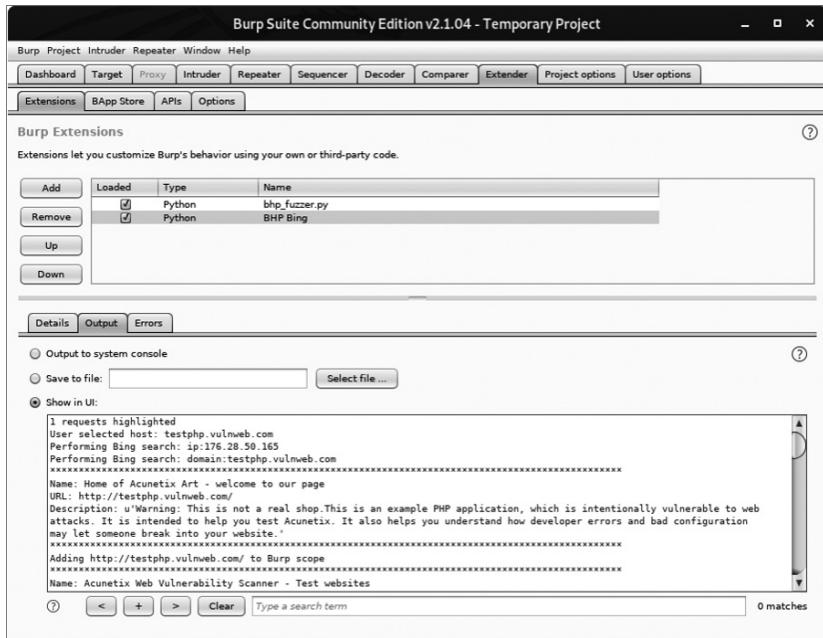 Burp Suite Community Edition v2.1.04 - Temporary Project
Burp Project Intruder Repeater Window Help
Dashboard Target Proxy Intruder Repeater Sequencer Decoder Comparer Extender Project options User options
Extensions BApp Store APIs Options
Burp Extensions
Extensions let you customize Burp's behavior using your own or third-party code.
Add
Remove
Up
Down
Loaded Type Name
Python bhp_fuzzer.py
Python BHP Bing
Details Output Errors
Output to system console
Save to file: Select file ...
Show in UI:
1 requests highlighted
User selected host: testphp.vulnweb.com
Performing Bing search: ip:176.28.50.165
Performing Bing search: domain:testphp.vulnweb.com
****************************************************************************************************
Name: Home of Acunetix Art - welcome to our page
URL: http://testphp.vulnweb.com/
Description: u'Warning: This is not a real shop.This is an example PHP application, which is intentionally vulnerable to web
attacks. It is intended to help you test Acunetix. It also helps you understand how developer errors and bad configuration
may let someone break into your website.'
****************************************************************************************************
Adding http://testphp.vulnweb.com/ to Burp scope
****************************************************************************************************
Name: Acunetix Web Vulnerability Scanner - Test websites
? < + > Clear Type a search term 0 matches